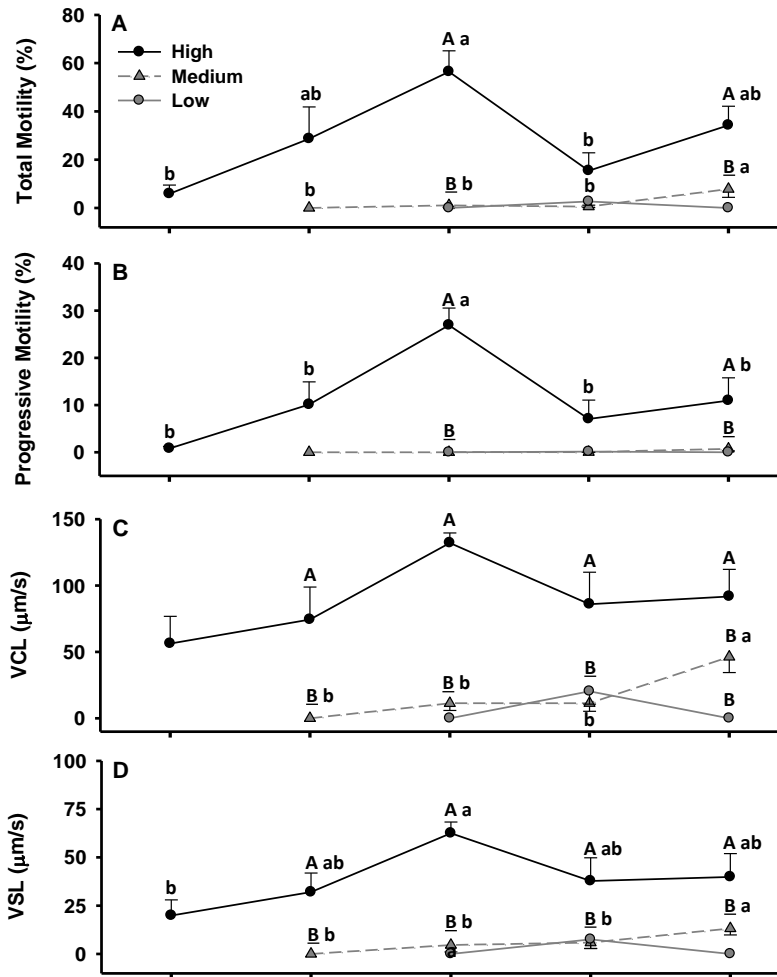 80
A
A a
High
60
Medium
ab
A ab
Low
40
b
b
20
b
B b
b
B a
0
Total Motility (%)
40
B
A a
30
20
b
b
A b
10
b
B
B
0
Progressive Motility (%)
150
C
A
A
A
A
100
B a
50
B b
B b
B
B
b
0
VCL (μm/s)
100
D
75
A a
A ab
A ab
A ab
50
b
25
B b
B b
B b
B a
a
0
VSL (μm/s)